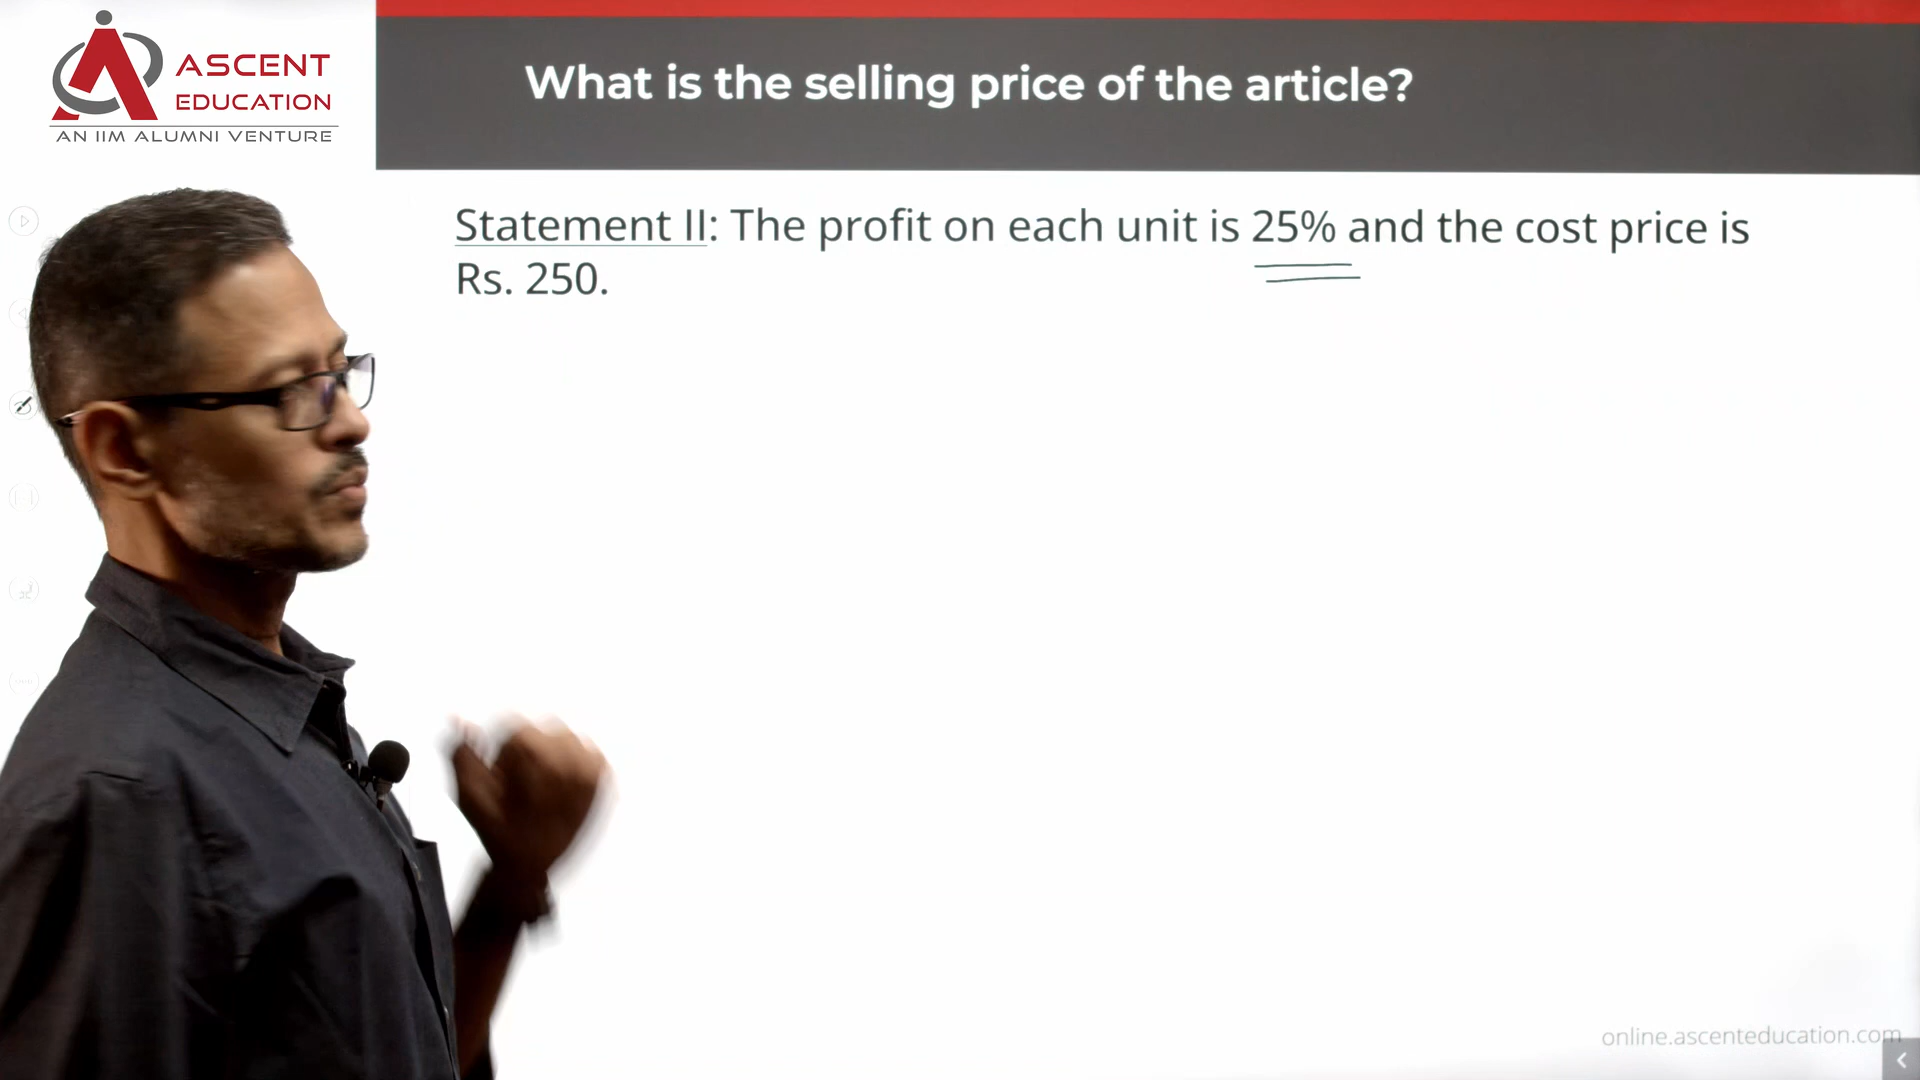 ASCENT
EDUCATION
AN IIM ALUMNI VENTURE
What is the selling price of the article?
Statement II: The profit on each unit is 25% and the cost price is
Rs. 250.
online.ascenteducation.com